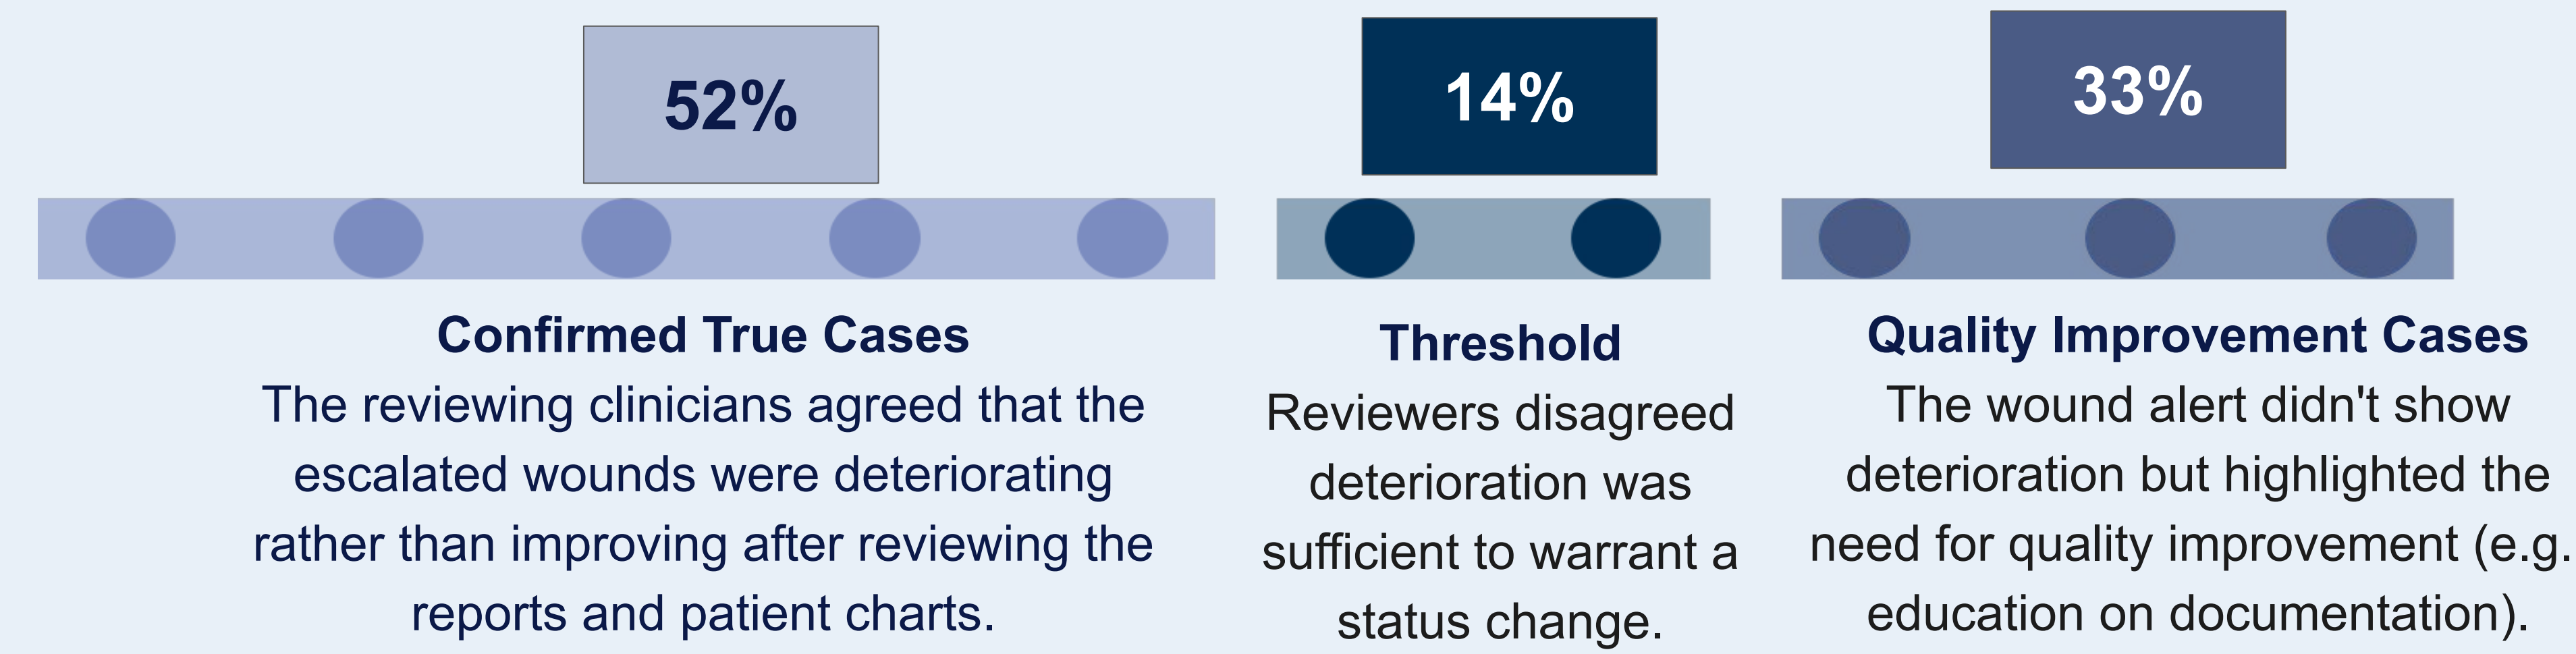 52%
14%
33%
Confirmed True Cases
The reviewing clinicians agreed that the
escalated wounds were deteriorating
rather than improving after reviewing the
reports and patient charts.
Threshold
Reviewers disagreed
deterioration was
sufficient to warrant a
status change.
Quality Improvement Cases
The wound alert didn't show
deterioration but highlighted the
need for quality improvement (e.g.
education on documentation).